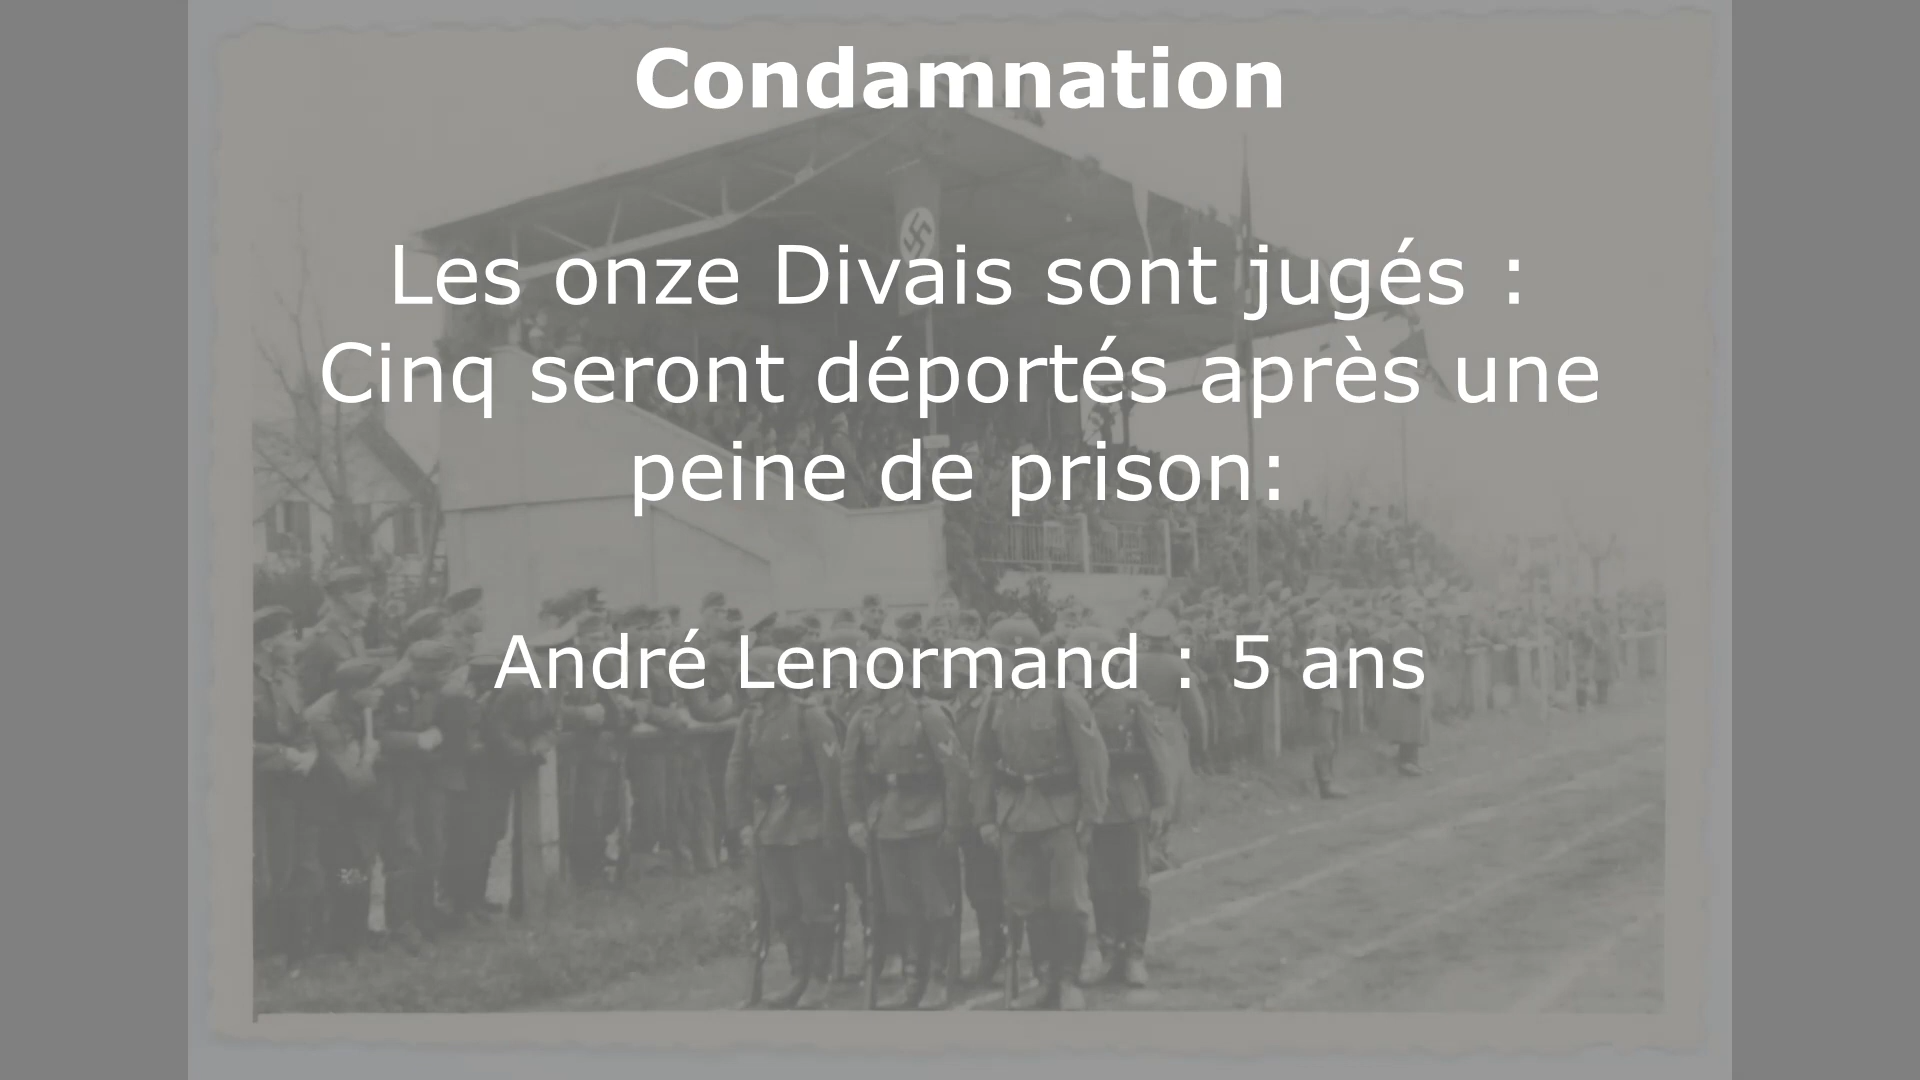 Condamnation
Les onze Divais sont jugés :
Cinq seront déportés après une
peine de prison:
André Lenormand : 5 ans